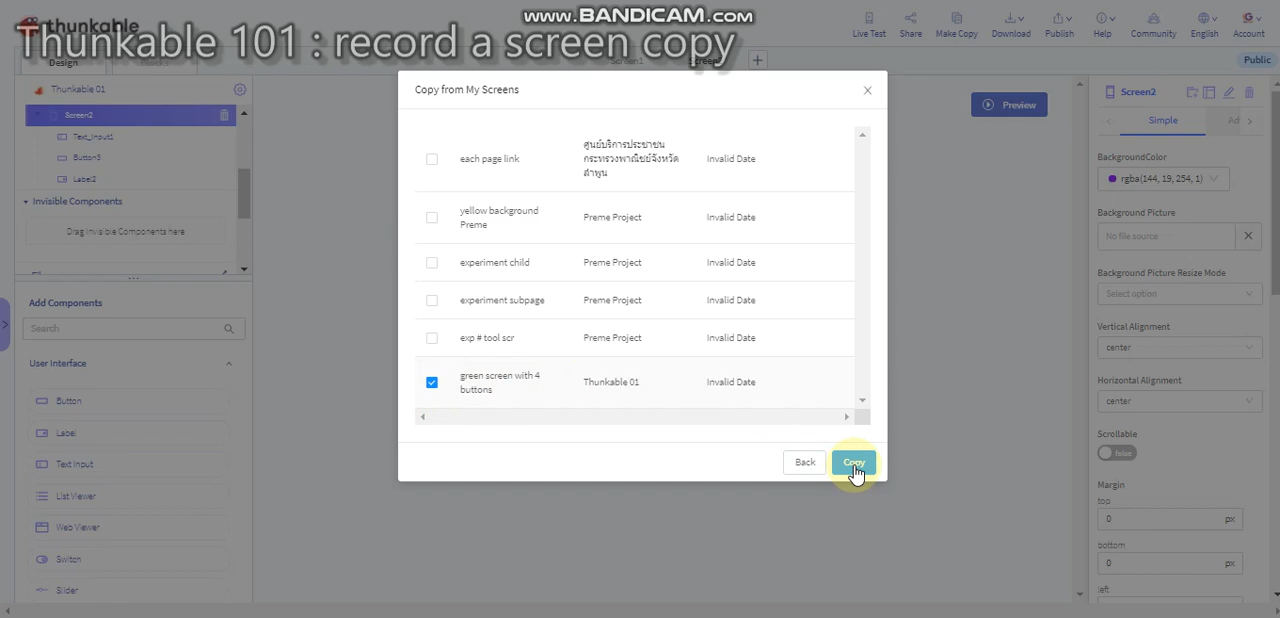 www.BANDICAM.com
thunkable
Thunkable 101 : record a screen copy
Live Test
Share
Make Copy
Download
Publish
Help
Community
English
Account
Design
Blocks
Screen1
Public
Thunkable 01
Screen2
Text_Input1
Button3
Label2
Invisible Components
Drag Invisible Components here
Add Components
Search
User Interface
Button
Label
Text Input
List Viewer
Web Viewer
Switch
Slider
Copy from My Screens
each page link
ศูนย์บริการประชาชน
กระทรวงพาณิชย์จังหวัด
ลำพูน
Invalid Date
yellow background
Preme
Preme Project
Invalid Date
experiment child
Preme Project
Invalid Date
experiment subpage
Preme Project
Invalid Date
exp # tool scr
Preme Project
Invalid Date
green screen with 4
buttons
Thunkable 01
Invalid Date
Back
Copy
Preview
Screen2
Simple
Ad
BackgroundColor
rgba(144, 19, 254, 1)
Background Picture
No file source
Background Picture Resize Mode
Select option
Vertical Alignment
center
Horizontal Alignment
center
Scrollable
false
Margin
top
0 px
bottom
0 px
left